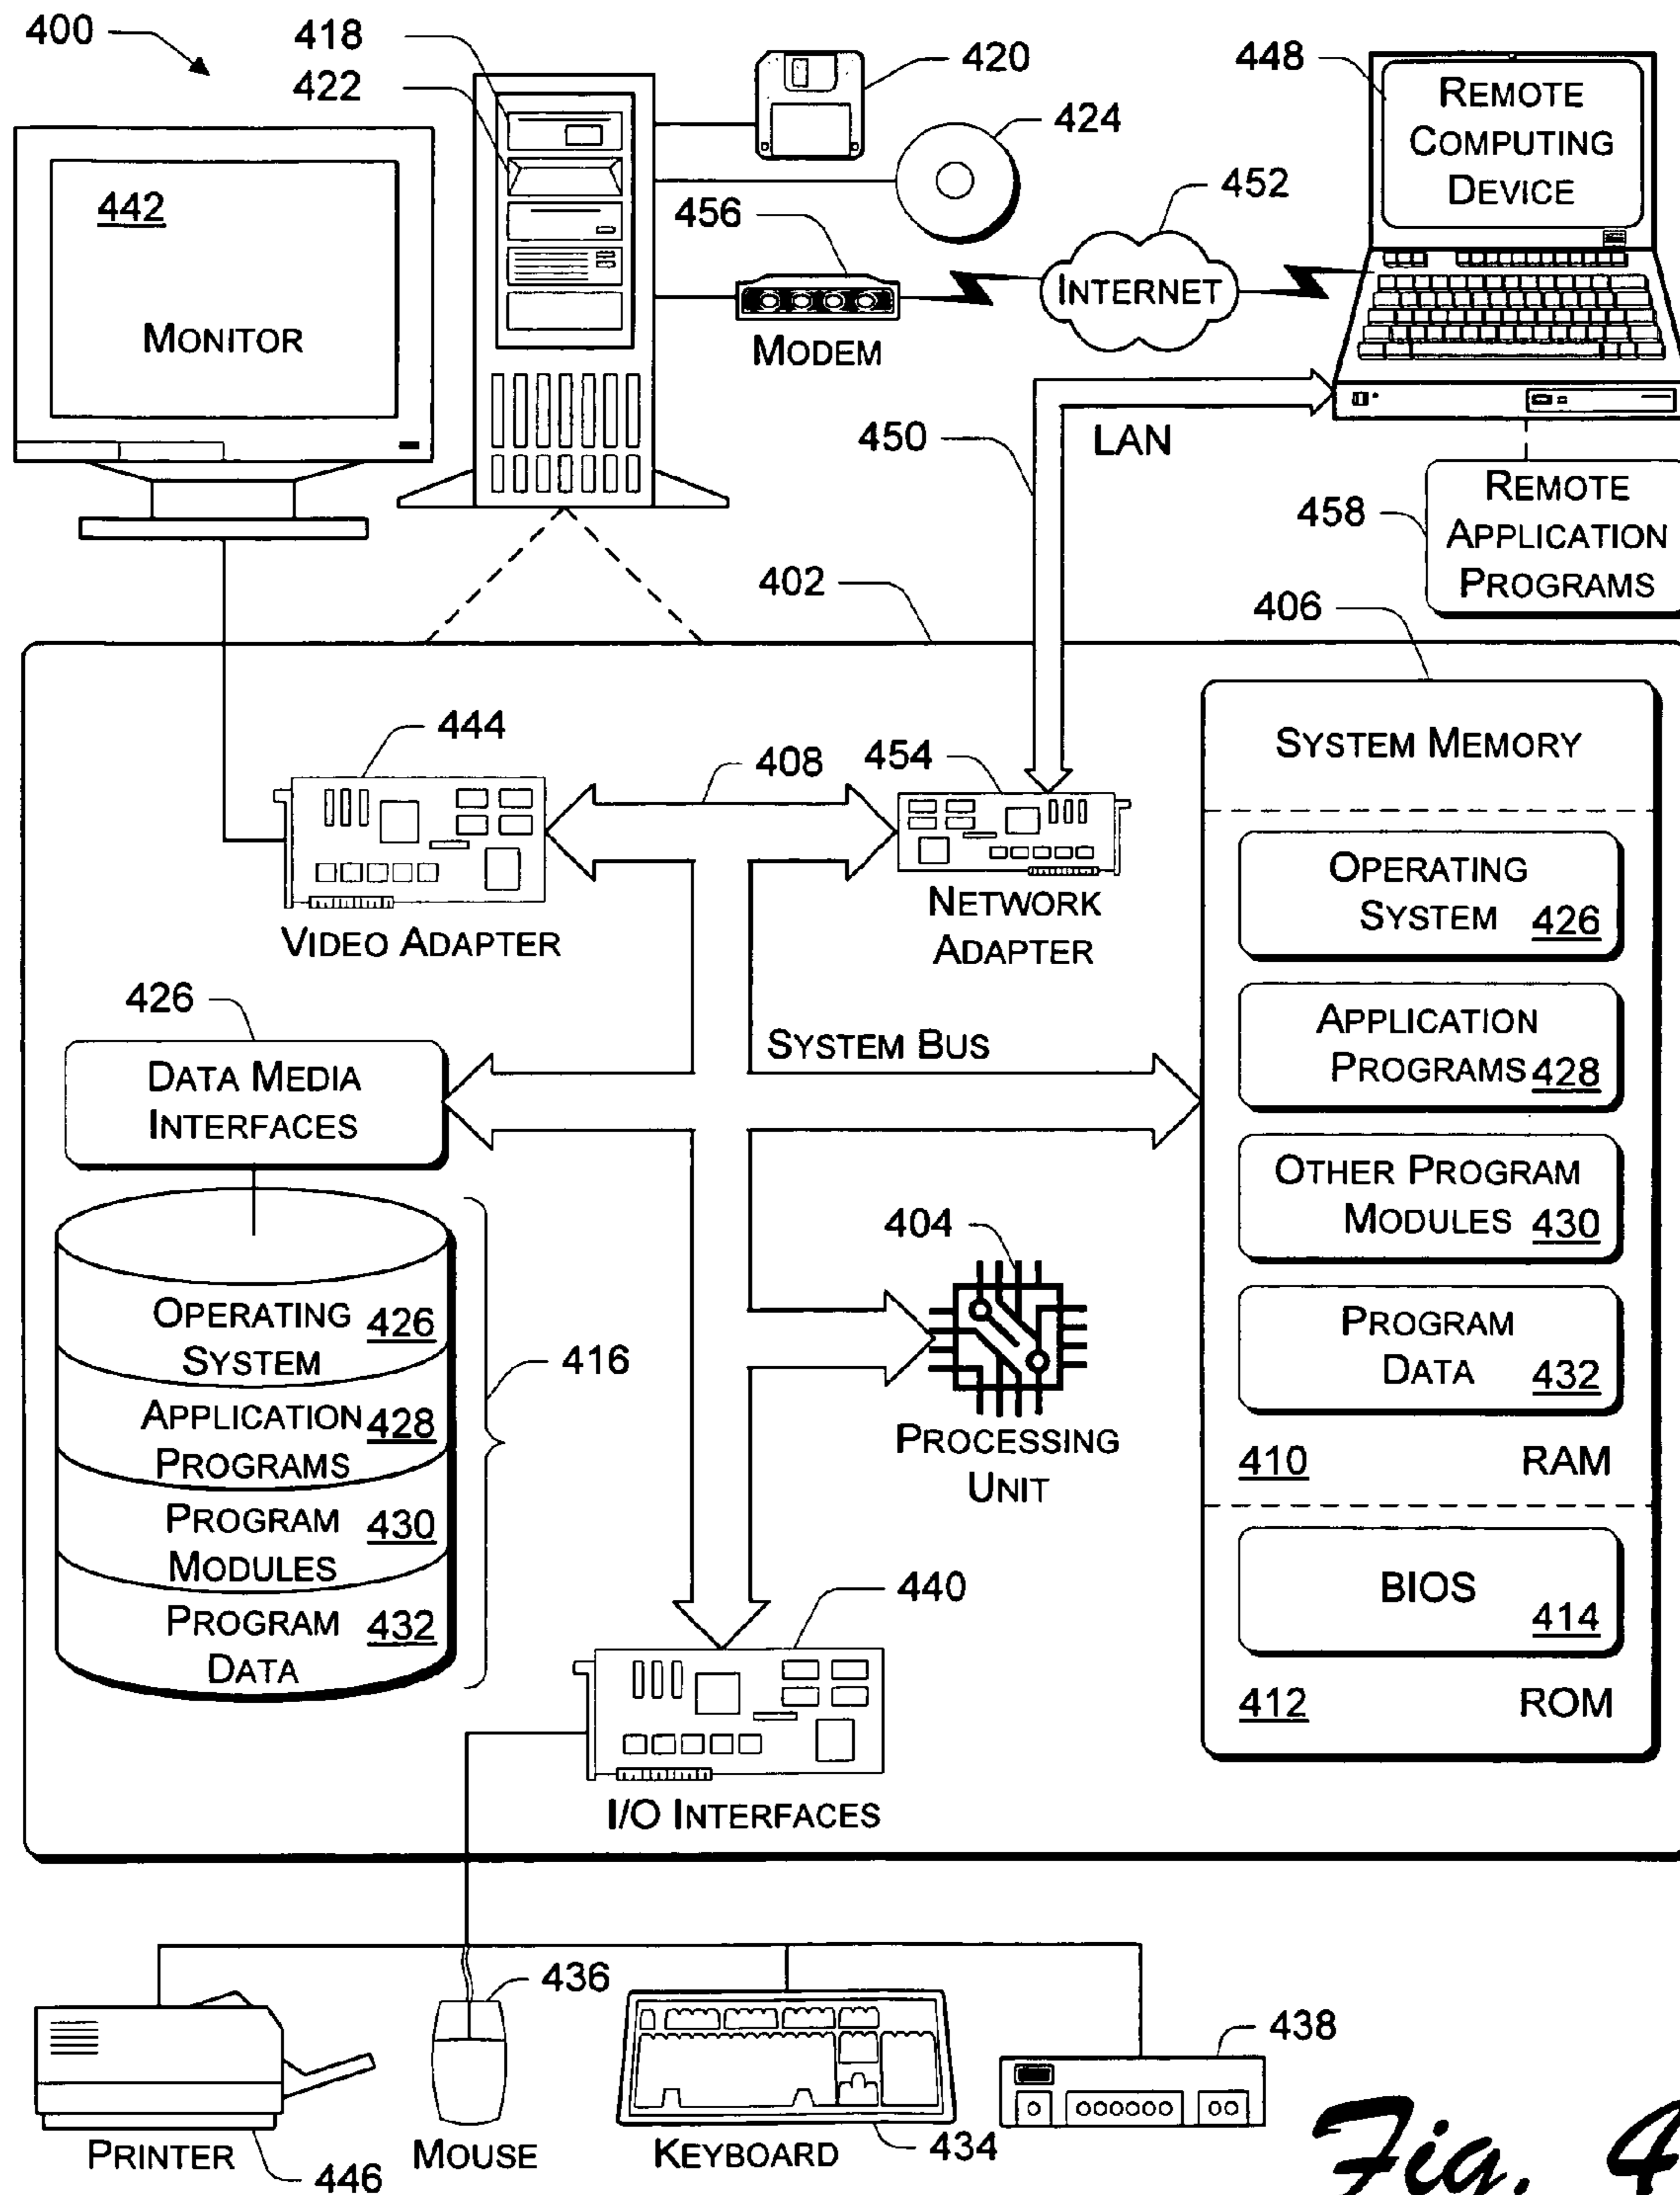 400
418
422
420
424
448
REMOTE
COMPUTING
DEVICE
442
MONITOR
456
MODEM
452
INTERNET
450
LAN
458
REMOTE
APPLICATION
PROGRAMS
402
406
444
VIDEO ADAPTER
408
454
NETWORK
ADAPTER
SYSTEM MEMORY
OPERATING
SYSTEM 426
APPLICATION
PROGRAMS 428
OTHER PROGRAM
MODULES 430
PROGRAM
DATA 432
410 RAM
BIOS
414
412 ROM
426
DATA MEDIA
INTERFACES
SYSTEM BUS
OPERATING 426
SYSTEM
APPLICATION 428
PROGRAMS
PROGRAM 430
MODULES
PROGRAM 432
DATA
416
404
PROCESSING
UNIT
440
I/O INTERFACES
PRINTER
446
436
MOUSE
KEYBOARD
434
438
Fig. 4